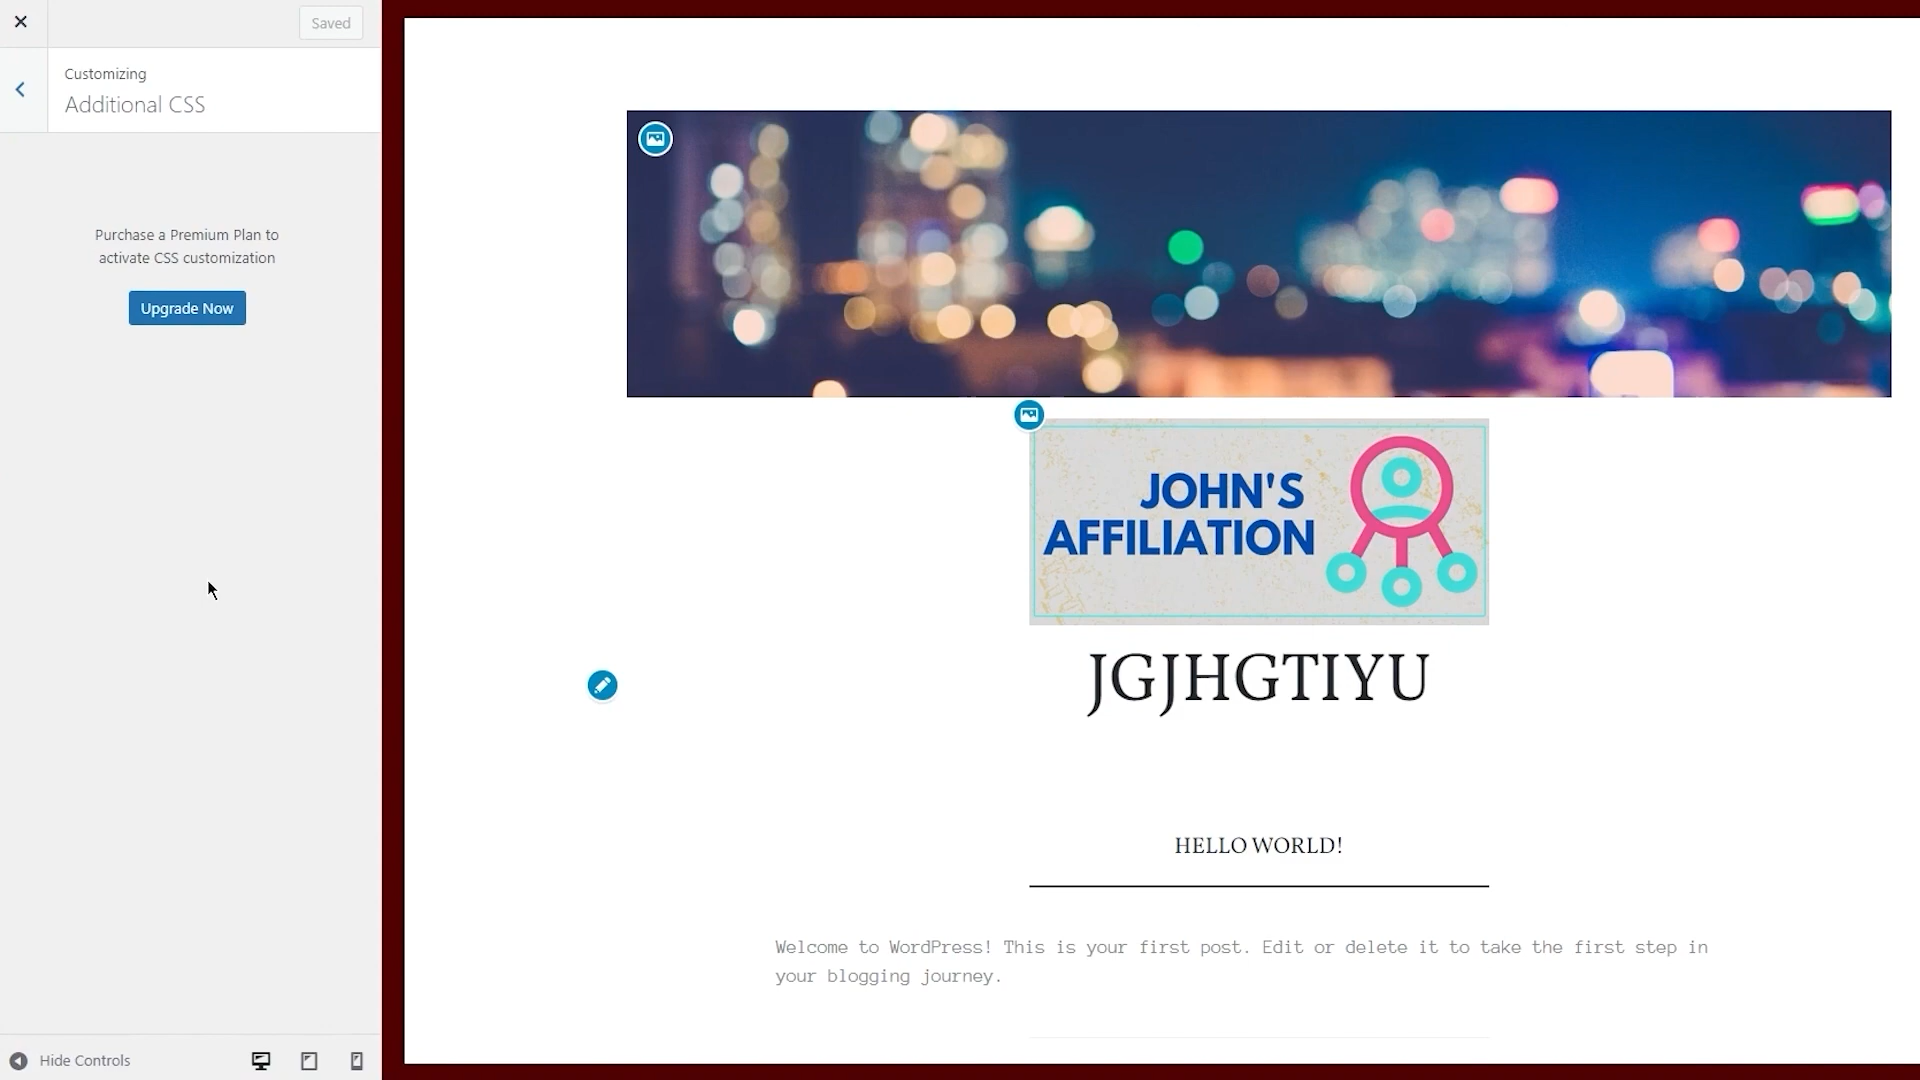 Saved
Customizing
Additional CSS
Purchase a Premium Plan to
activate CSS customization
Upgrade Now
Hide Controls
JOHN'S
AFFILIATION
JGJHGTIYU
HELLO WORLD!
Welcome to WordPress! This is your first post. Edit or delete it to take the first step in
your blogging journey.